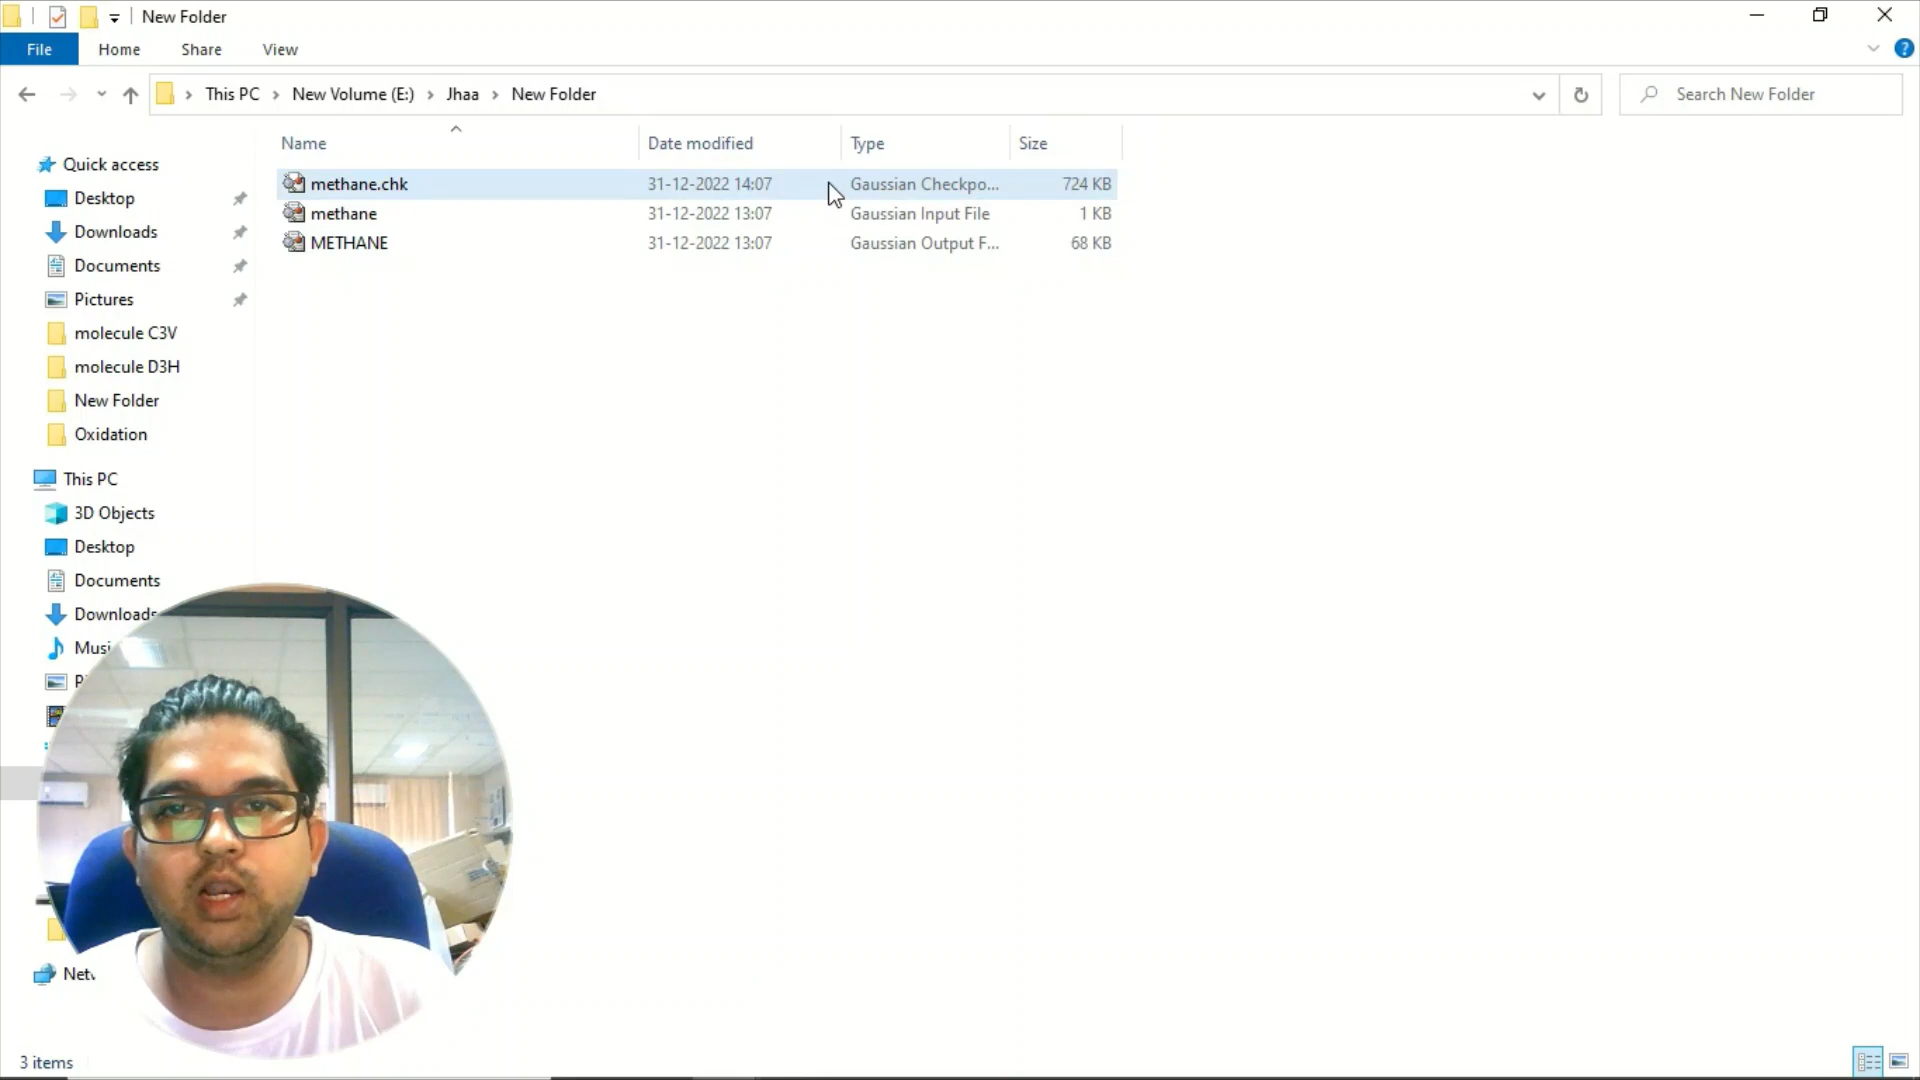 New Folder
File Home Share View
This PC New Volume (E:) Jhaa New Folder
Search New Folder
Name Date modified Type Size
methane.chk 31-12-2022 14:07 Gaussian Checkpo... 724 KB
methane 31-12-2022 13:07 Gaussian Input File 1 KB
METHANE 31-12-2022 13:07 Gaussian Output F... 68 KB
Quick access
Desktop
Downloads
Documents
Pictures
molecule C3V
molecule D3H
New Folder
Oxidation
This PC
3D Objects
Desktop
Documents
Downloads
Musi
P
Netw
3 items